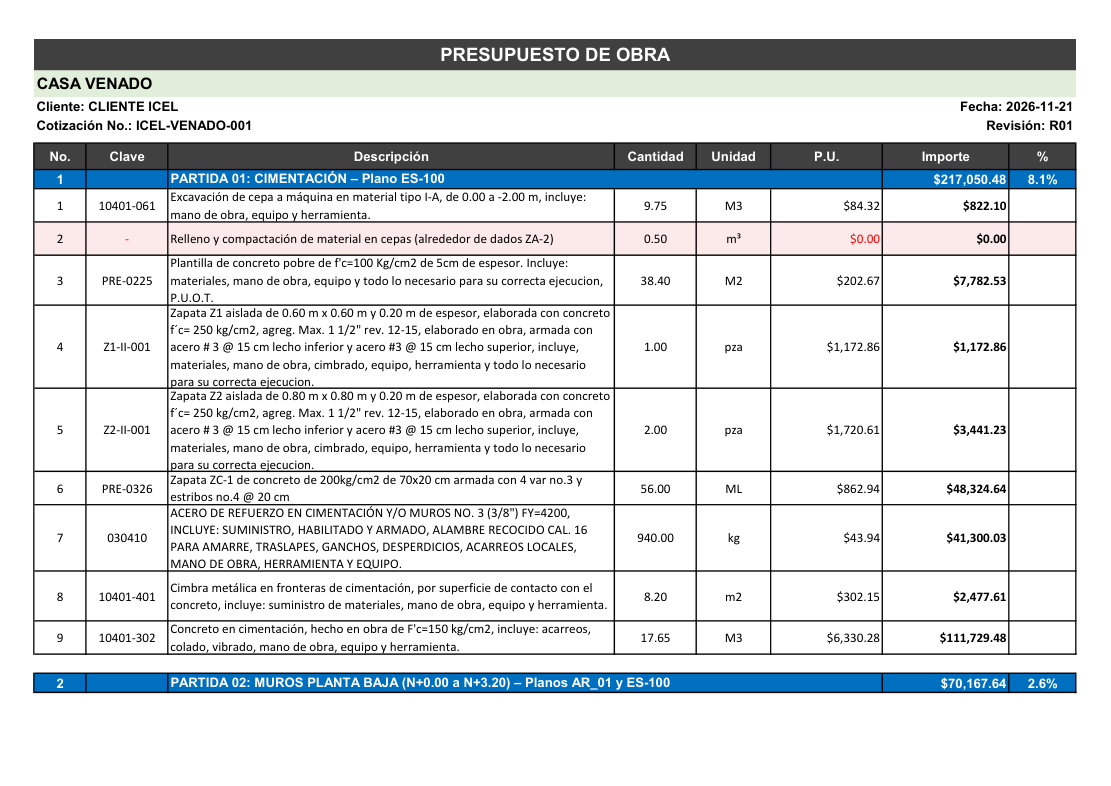 PRESUPUESTO DE OBRA
CASA VENADO
Cliente: CLIENTE ICEL Fecha: 2026-11-21
Cotización No.: ICEL-VENADO-001 Revisión: R01
No. Clave Descripción Cantidad Unidad P.U. Importe %
1 PARTIDA 01: CIMENTACIÓN – Plano ES-100 $217,050.48 8.1%
1 10401-061 Excavación de cepa a máquina en material tipo I-A, de 0.00 a -2.00 m, incluye:
mano de obra, equipo y herramienta. 9.75 M3 $84.32 $822.10
2 - Relleno y compactación de material en cepas (alrededor de dados ZA-2) 0.50 m³ $0.00 $0.00
3 PRE-0225 Plantilla de concreto pobre de f'c=100 Kg/cm2 de 5cm de espesor. Incluye:
materiales, mano de obra, equipo y todo lo necesario para su correcta ejecucion,
P.U.O.T. 38.40 M2 $202.67 $7,782.53
4 Z1-II-001 Zapata Z1 aislada de 0.60 m x 0.60 m y 0.20 m de espesor, elaborado con concreto
f´c= 250 kg/cm2, agreg. Max. 1 1/2" rev. 12-15, elaborado en obra, armada con
acero # 3 @ 15 cm lecho inferior y acero #3 @ 15 cm lecho superior, incluye,
materiales, mano de obra, cimbrado, equipo, herramienta y todo lo necesario
para su correcta ejecucion. 1.00 pza $1,172.86 $1,172.86
5 Z2-II-001 Zapata Z2 aislada de 0.80 m x 0.80 m y 0.20 m de espesor, elaborado con concreto
f´c= 250 kg/cm2, agreg. Max. 1 1/2" rev. 12-15, elaborado en obra, armada con
acero # 3 @ 15 cm lecho inferior y acero #3 @ 15 cm lecho superior, incluye,
materiales, mano de obra, cimbrado, equipo, herramienta y todo lo necesario
para su correcta ejecucion. 2.00 pza $1,720.61 $3,441.23
6 PRE-0326 Zapata ZC-1 de concreto de 200kg/cm2 de 70x20 cm armada con 4 var no.3 y
estribos no.4 @ 20 cm 56.00 ML $862.94 $48,324.64
7 030410 ACERO DE REFUERZO EN CIMENTACIÓN Y/O MUROS NO. 3 (3/8") FY=4200,
INCLUYE: SUMINISTRO, HABILITADO Y ARMADO, ALAMBRE RECOCIDO CAL. 16
PARA AMARRE, TRASLAPES, GANCHOS, DESPERDICIOS, ACARREOS LOCALES,
MANO DE OBRA, HERRAMIENTA Y EQUIPO. 940.00 kg $43.94 $41,300.03
8 10401-401 Cimbra metálica en fronteras de cimentación, por superficie de contacto con el
concreto, incluye: suministro de materiales, mano de obra, equipo y herramienta. 8.20 m2 $302.15 $2,477.61
9 10401-302 Concreto en cimentación, hecho en obra de F'c=150 kg/cm2, incluye: acarreos,
colado, vibrado, mano de obra, equipo y herramienta. 17.65 M3 $6,330.28 $111,729.48
2 PARTIDA 02: MUROS PLANTA BAJA (N+0.00 a N+3.20) – Planos AR_01 y ES-100 $70,167.64 2.6%